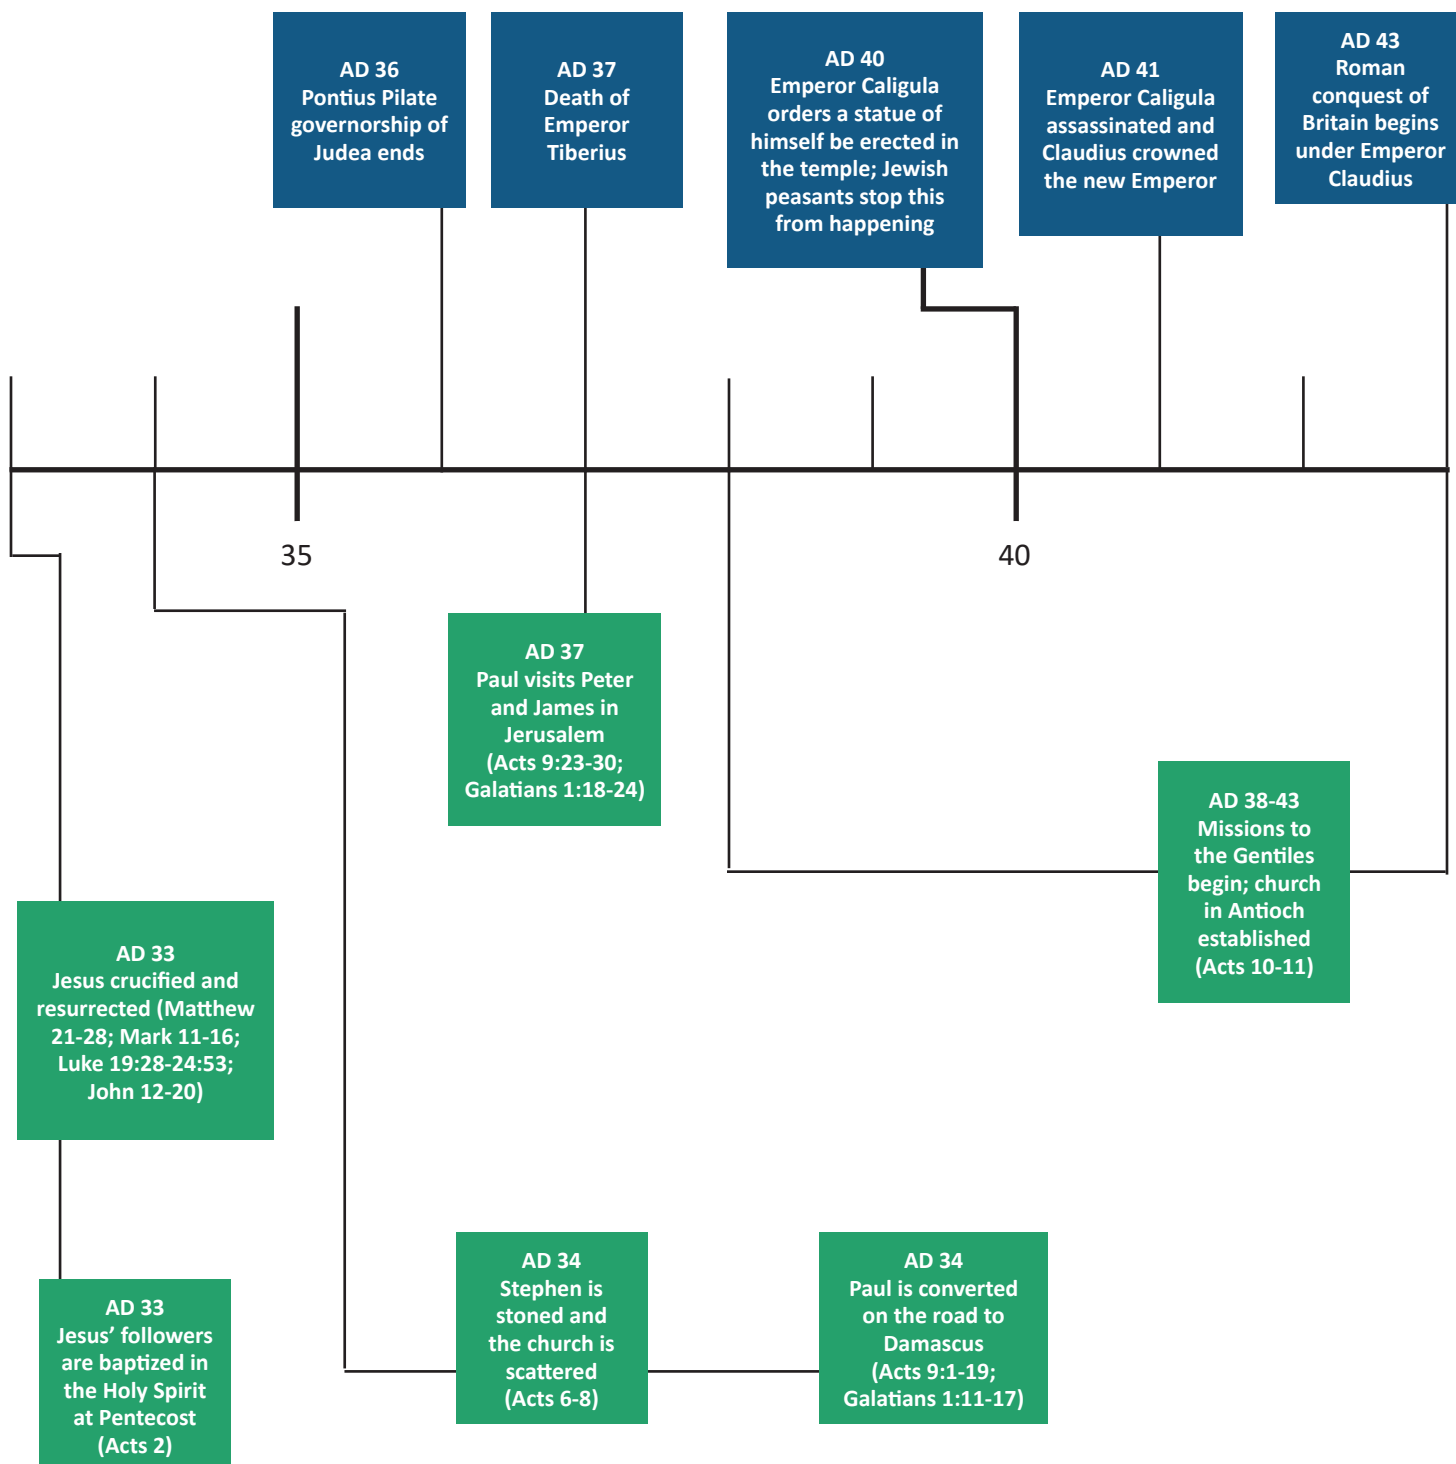 AD 36
Pontius Pilate
governorship of
Judea ends
AD 37
Death of
Emperor
Tiberius
AD 40
Emperor Caligula
orders a statue of
himself be erected in
the temple; Jewish
peasants stop this
from happening
AD 41
Emperor Caligula
assassinated and
Claudius crowned
the new Emperor
AD 43
Roman
conquest of
Britain begins
under Emperor
Claudius
35
40
AD 37
Paul visits Peter
and James in
Jerusalem
(Acts 9:23-30;
Galatians 1:18-24)
AD 38-43
Missions to
the Gentiles
begin; church
in Antioch
established
(Acts 10-11)
AD 33
Jesus crucified and
resurrected (Matthew
21-28; Mark 11-16;
Luke 19:28-24:53;
John 12-20)
AD 33
Jesus’ followers
are baptized in
the Holy Spirit
at Pentecost
(Acts 2)
AD 34
Stephen is
stoned and
the church is
scattered
(Acts 6-8)
AD 34
Paul is converted
on the road to
Damascus
(Acts 9:1-19;
Galatians 1:11-17)